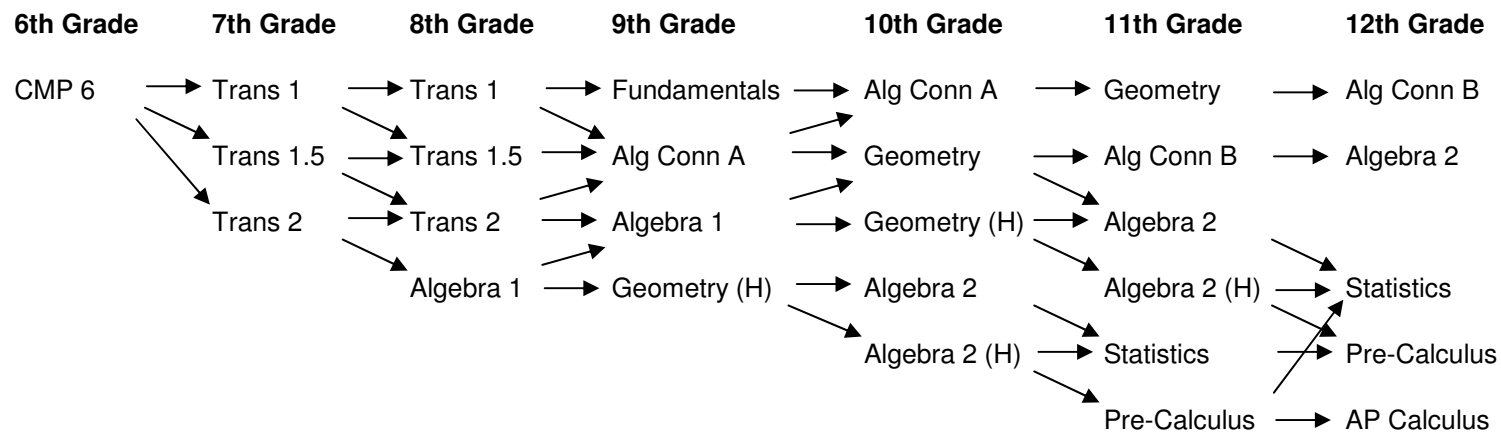 6th Grade 7th Grade 8th Grade 9th Grade 10th Grade 11th Grade 12th Grade
CMP 6 Trans 1 Trans 1 Fundamentals Alg Conn A Geometry Alg Conn B
Trans 1.5 Trans 1.5 Alg Conn A Geometry Alg Conn B Algebra 2
Trans 2 Trans 2 Algebra 1 Geometry (H) Algebra 2
Algebra 1 Geometry (H) Algebra 2 Algebra 2 (H) Statistics
Algebra 2 (H) Statistics Pre-Calculus
Pre-Calculus AP Calculus